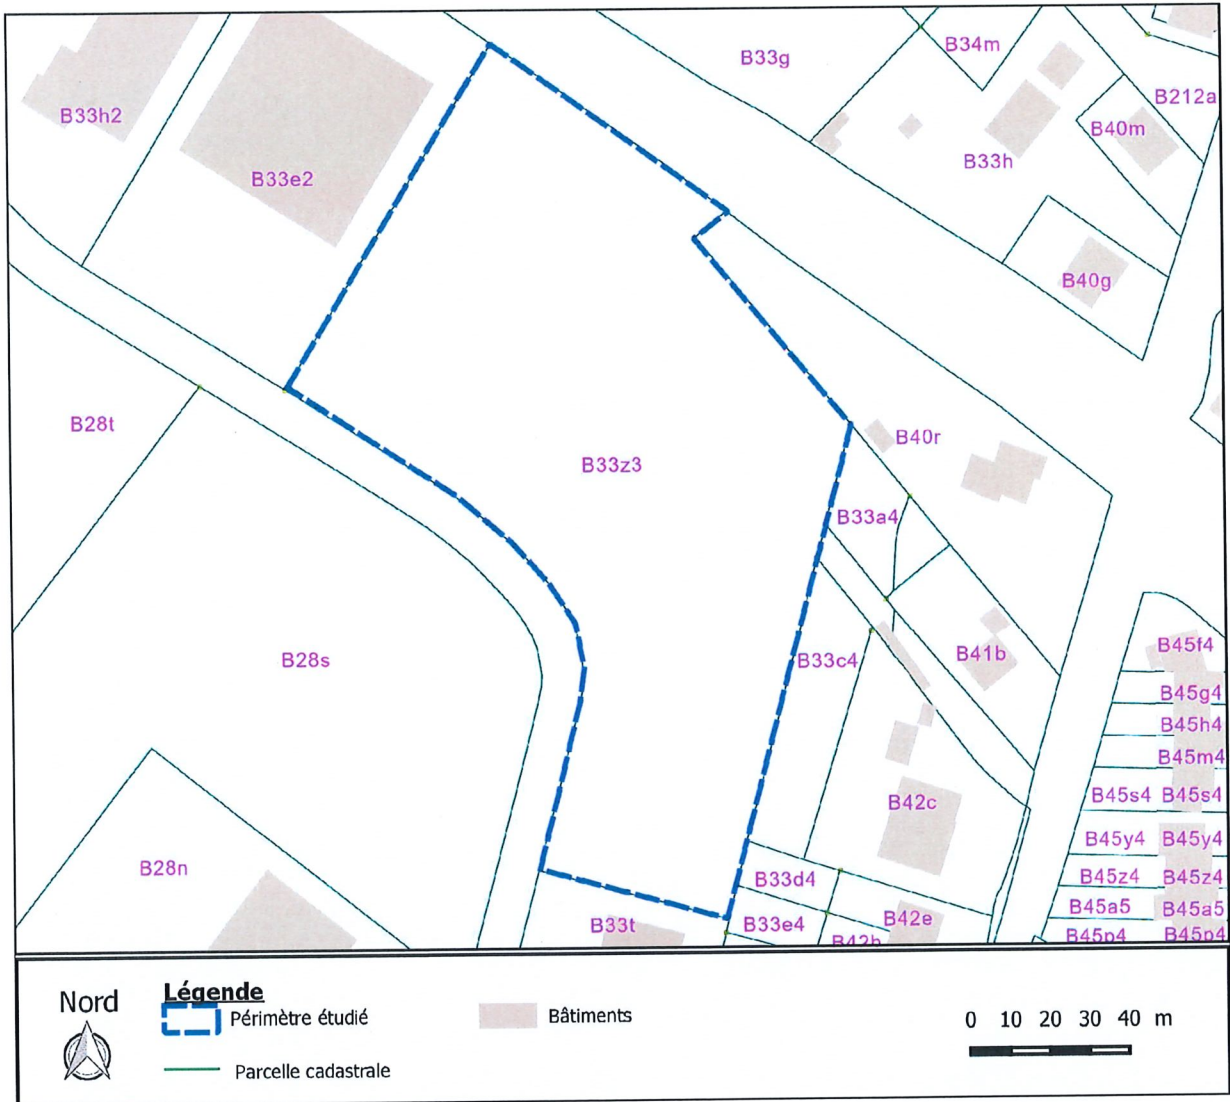 B33g
B34m
B33h2
B212a
B40m
B33h
B33e2
B40g
B28t
B40r
B33z3
B33a4
B45f4
B41b
B28s
B33c4
B45g4
B45h4
B45m4
B42c
B45s4 B45s4
B45y4 B45y4
B28n
B33d4
B45z4 B45z4
B45a5 B45a5
B33t
B33e4
B42e
B42h
B45p4 B45p4
Nord
Légende
Périmètre étudié
Bâtiments
0 10 20 30 40 m
Parcelle cadastrale